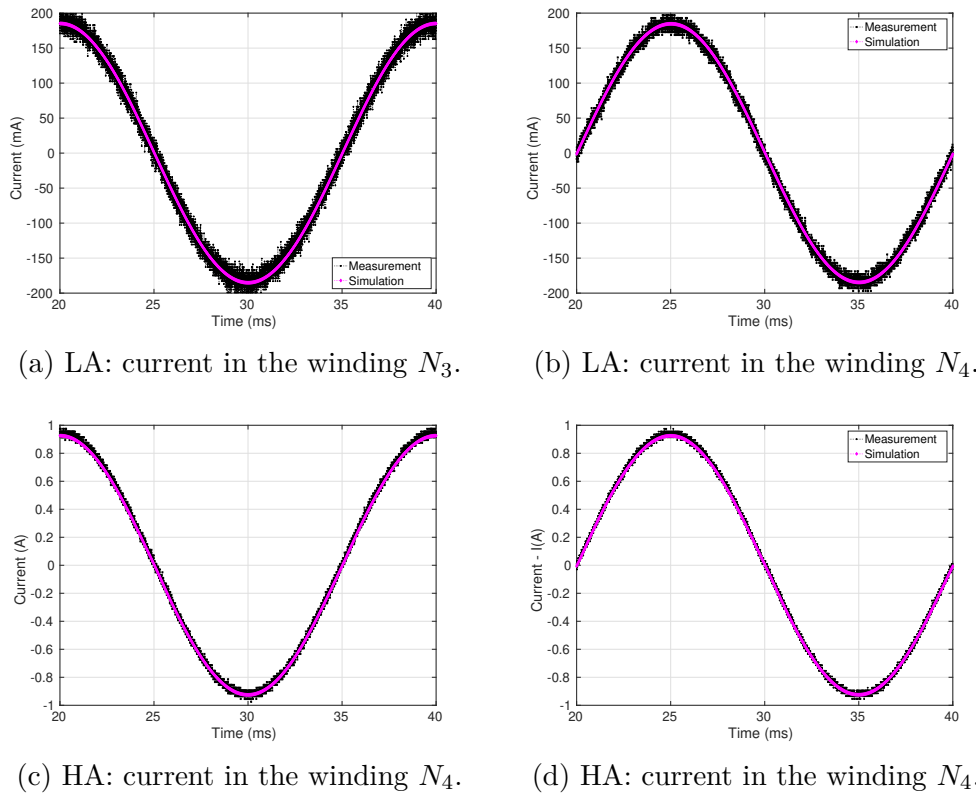 200
150
100
50
0
-50
-100
-150
-200
Current (mA)
Measurement
Simulation
20 25 30 35 40
Time (ms)
(a) LA: current in the winding N₃.
200
150
100
50
0
-50
-100
-150
-200
Current (mA)
Measurement
Simulation
20 25 30 35 40
Time (ms)
(b) LA: current in the winding N₄.
1
0.8
0.6
0.4
0.2
0
-0.2
-0.4
-0.6
-0.8
-1
Current (A)
20 25 30 35 40
Time (ms)
(c) HA: current in the winding N₄.
1
0.8
0.6
0.4
0.2
0
-0.2
-0.4
-0.6
-0.8
-1
Current - I(A)
Measurement
Simulation
20 25 30 35 40
Time (ms)
(d) HA: current in the winding N₄.